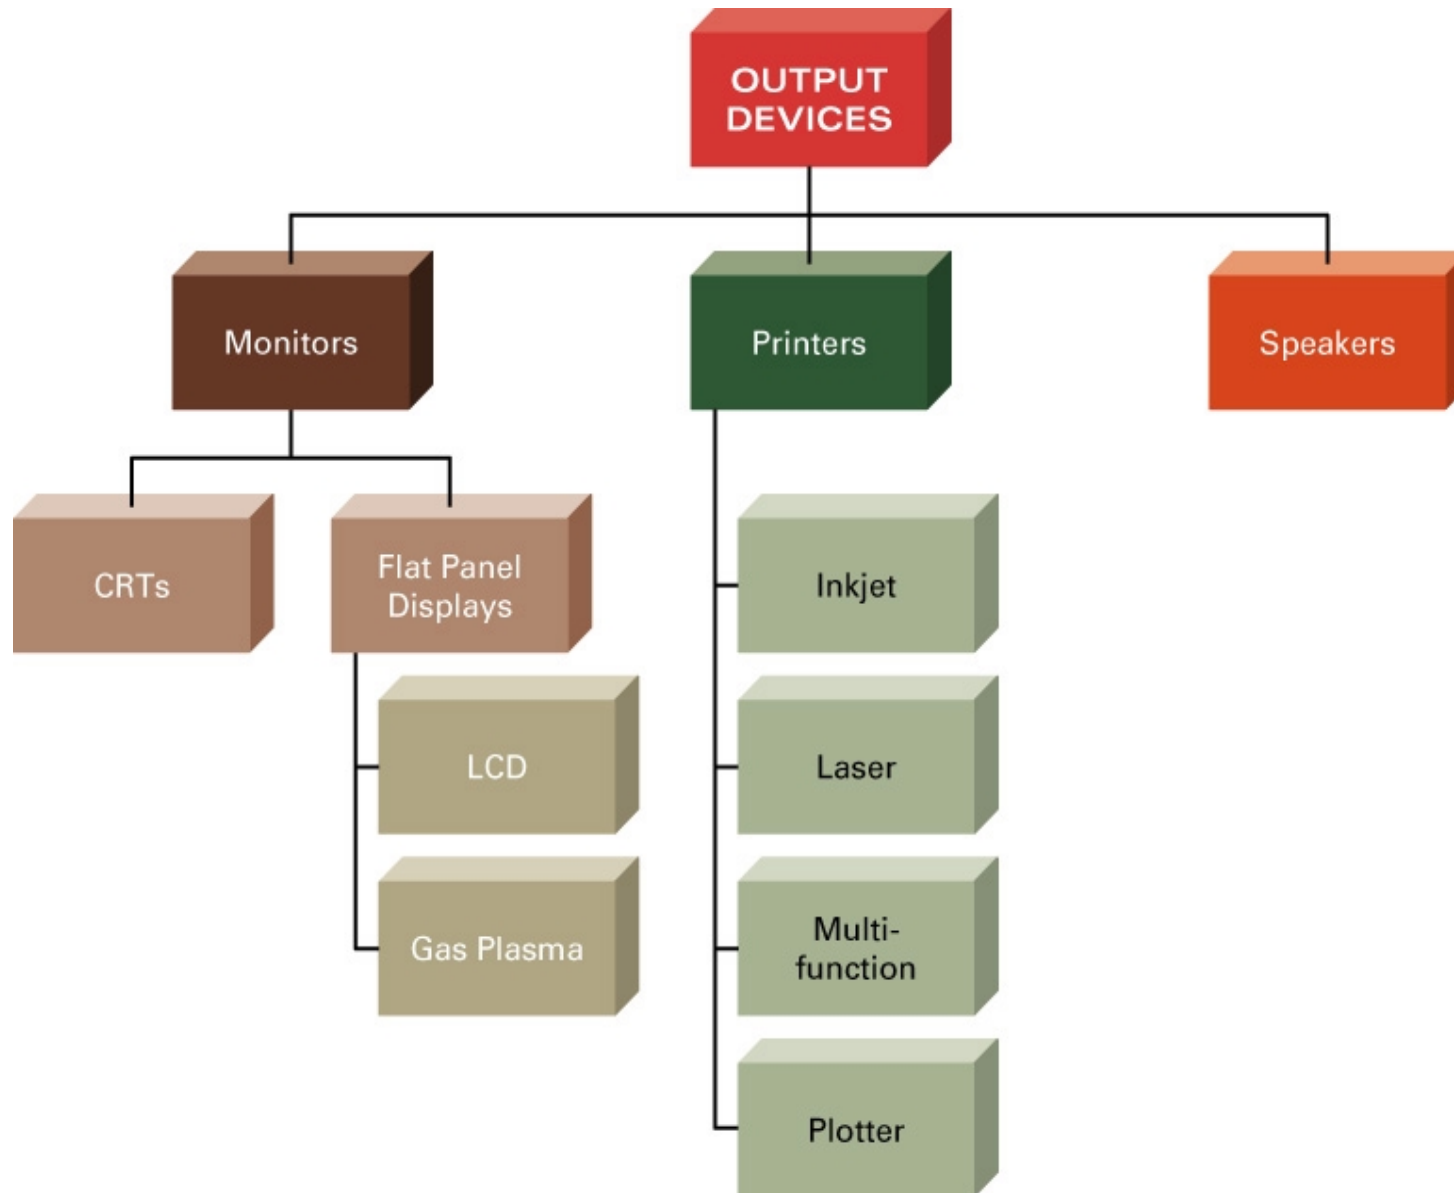 OUTPUT
DEVICES
Monitors
Printers
Speakers
CRTs
Flat Panel
Displays
Inkjet
LCD
Laser
Gas Plasma
Multi-
function
Plotter